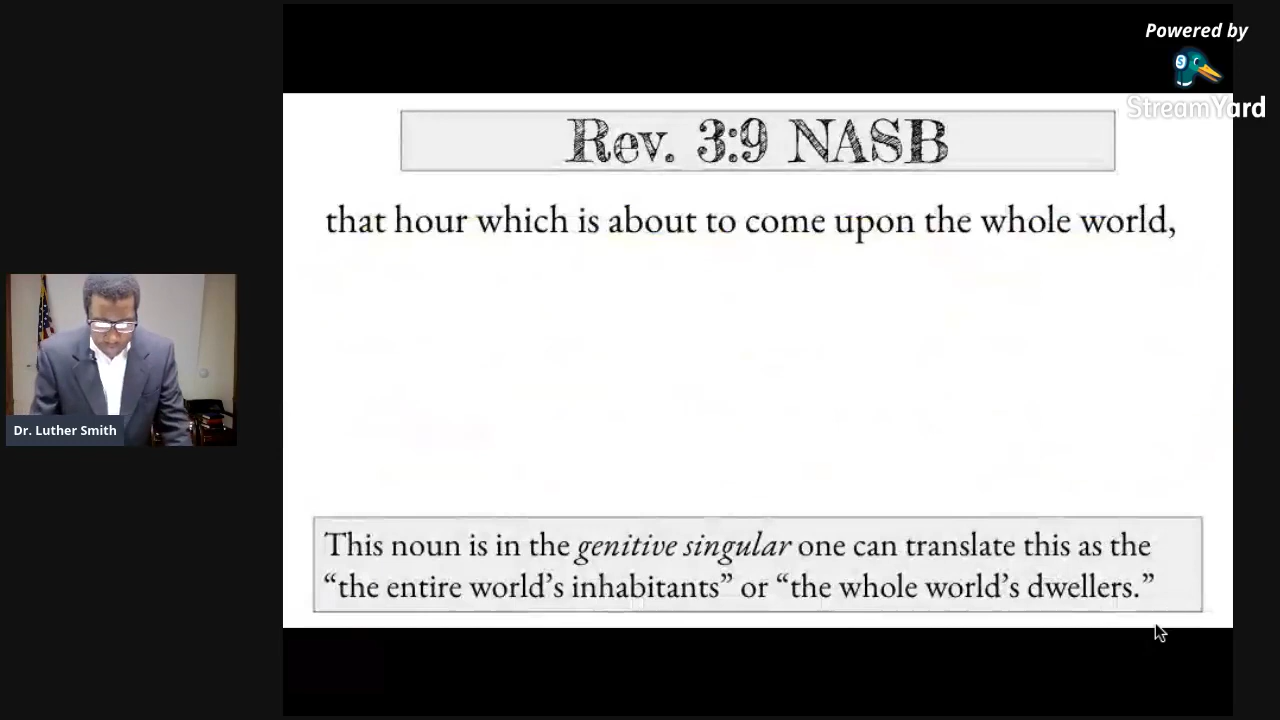 Powered by
StreamYard
Rev. 3:9 NASB
that hour which is about to come upon the whole world,
Dr. Luther Smith
This noun is in the genitive singular one can translate this as the
“the entire world’s inhabitants” or “the whole world’s dwellers.”